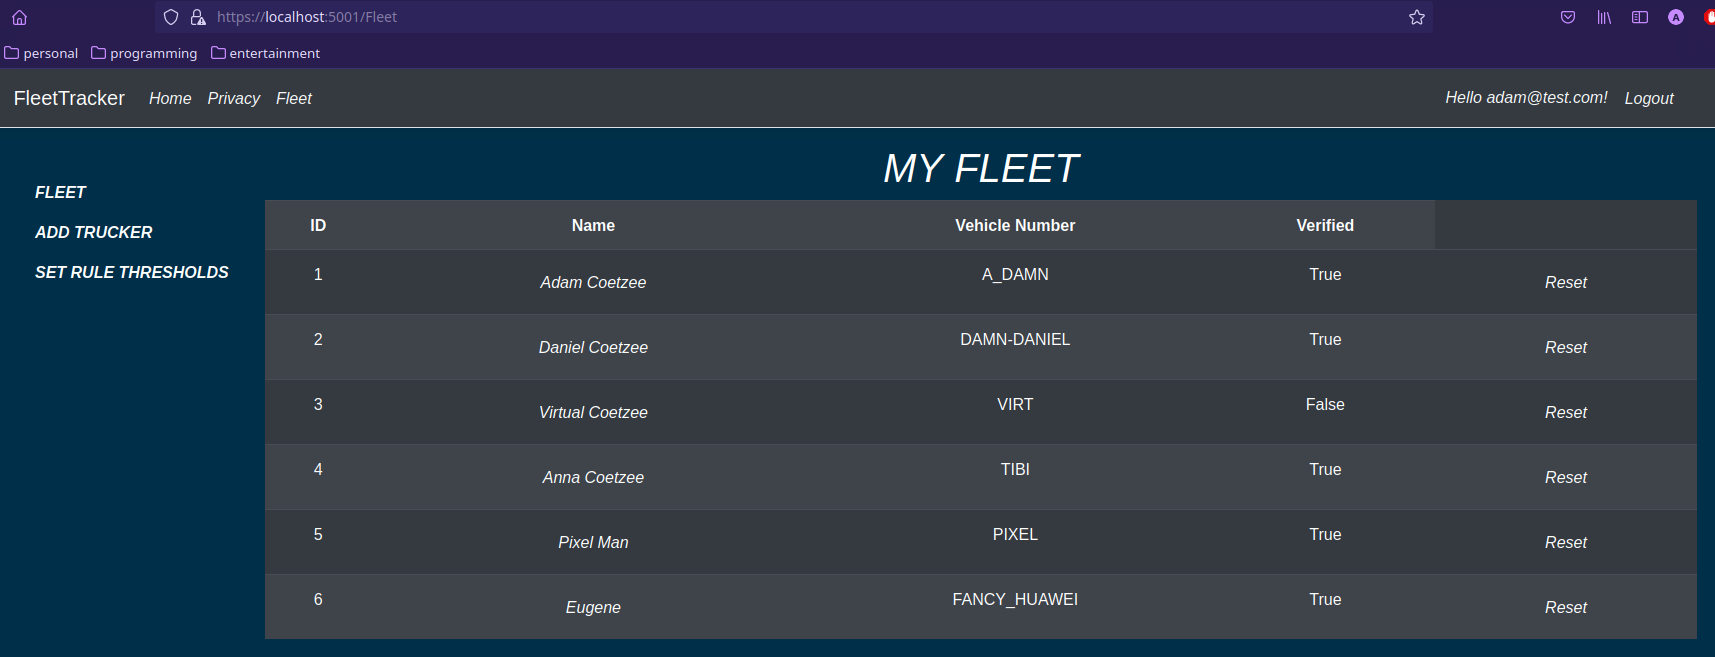 https://localhost:5001/Fleet
A
personal programming entertainment
FleetTracker Home Privacy Fleet Hello adam@test.com! Logout
MY FLEET
FLEET
ADD TRUCKER
SET RULE THRESHOLDS
ID Name Vehicle Number Verified
1 Adam Coetzee A_DAMN True Reset
2 Daniel Coetzee DAMN-DANIEL True Reset
3 Virtual Coetzee VIRT False Reset
4 Anna Coetzee TIBI True Reset
5 Pixel Man PIXEL True Reset
6 Eugene FANCY_HUAWEI True Reset